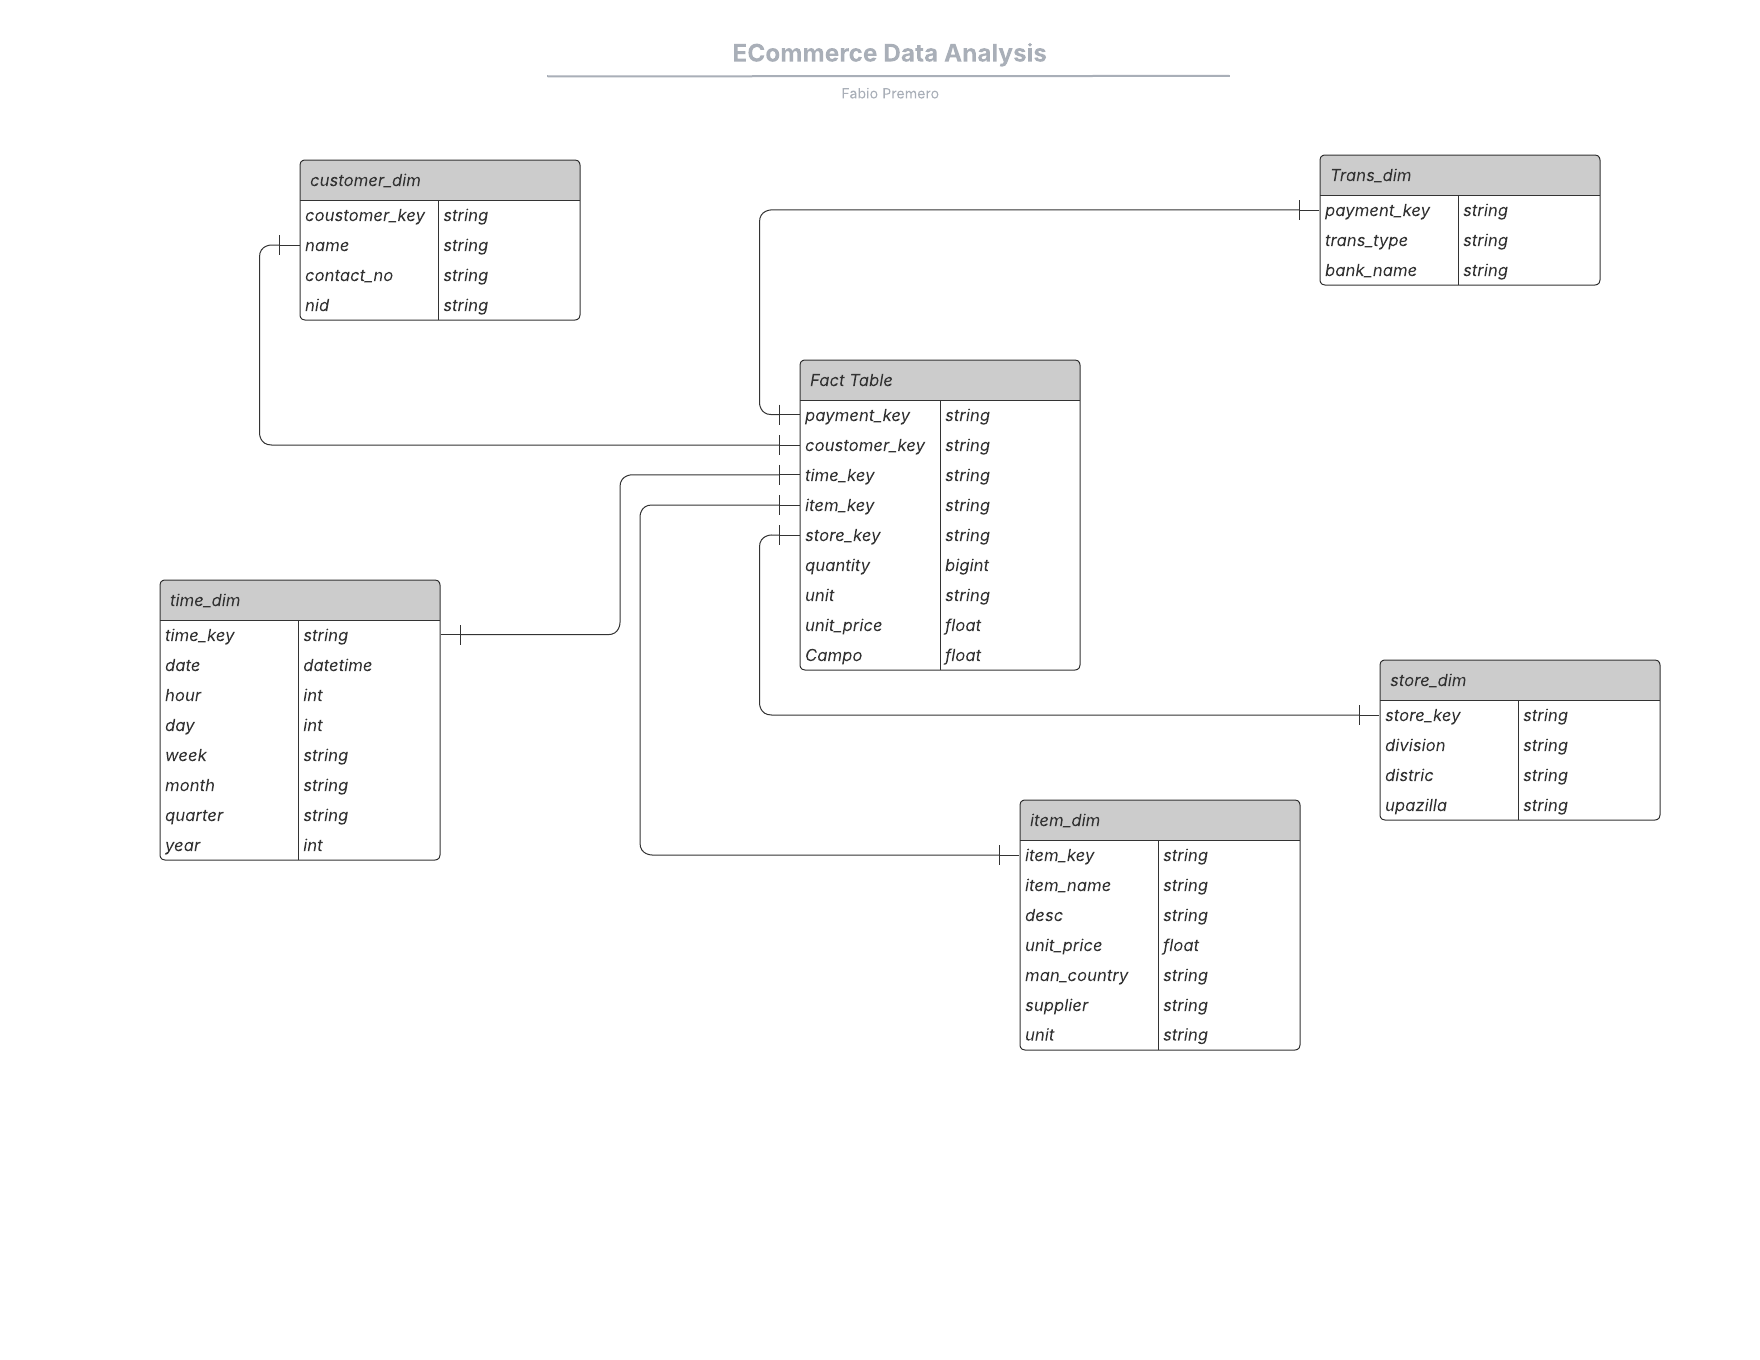 ECommerce Data Analysis
Fabio Premero
customer_dim
coustomer_key string
name string
contact_no string
nid string
Trans_dim
payment_key string
trans_type string
bank_name string
Fact Table
payment_key string
coustomer_key string
time_key string
item_key string
store_key string
quantity bigint
unit string
unit_price float
Campo float
time_dim
time_key string
date datetime
hour int
day int
week string
month string
quarter string
year int
store_dim
store_key string
division string
distric string
upazilla string
item_dim
item_key string
item_name string
desc string
unit_price float
man_country string
supplier string
unit string